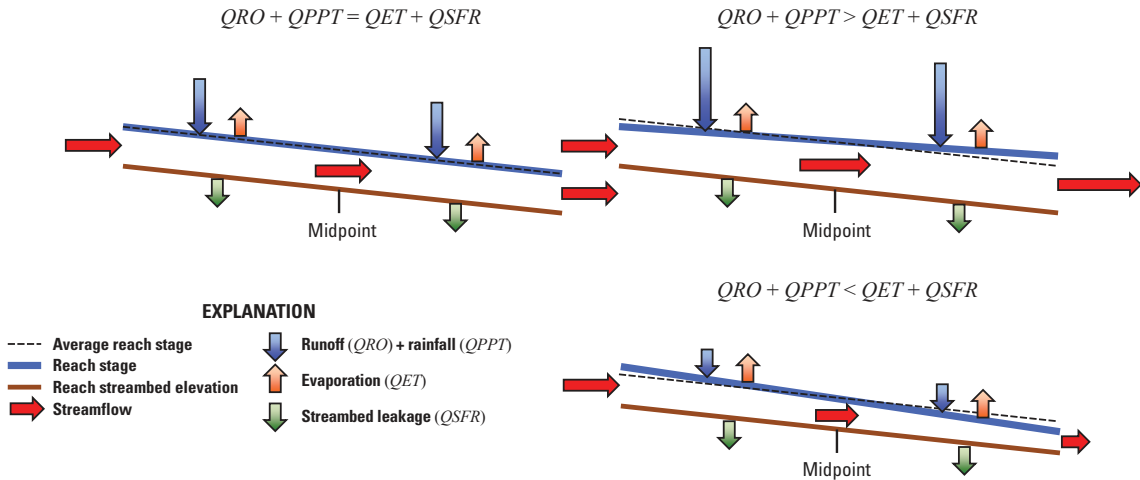 QRO + QPPT = QET + QSFR
QRO + QPPT > QET + QSFR
Midpoint
Midpoint
QRO + QPPT < QET + QSFR
EXPLANATION
Average reach stage
Reach stage
Reach streambed elevation
Streamflow
Runoff (QRO) + rainfall (QPPT)
Evaporation (QET)
Streambed leakage (QSFR)
Midpoint